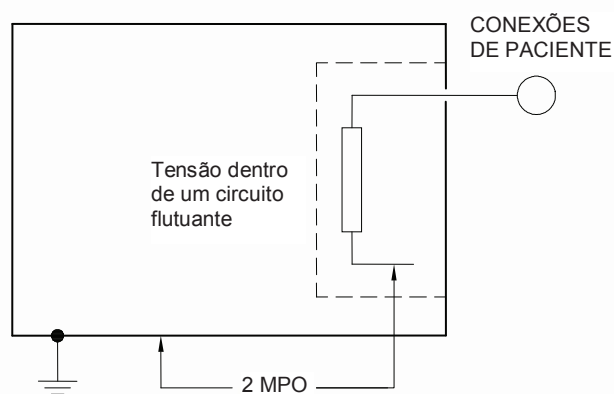 CONEXÕES
DE PACIENTE
Tensão dentro
de um circuito
flutuante
2 MPO